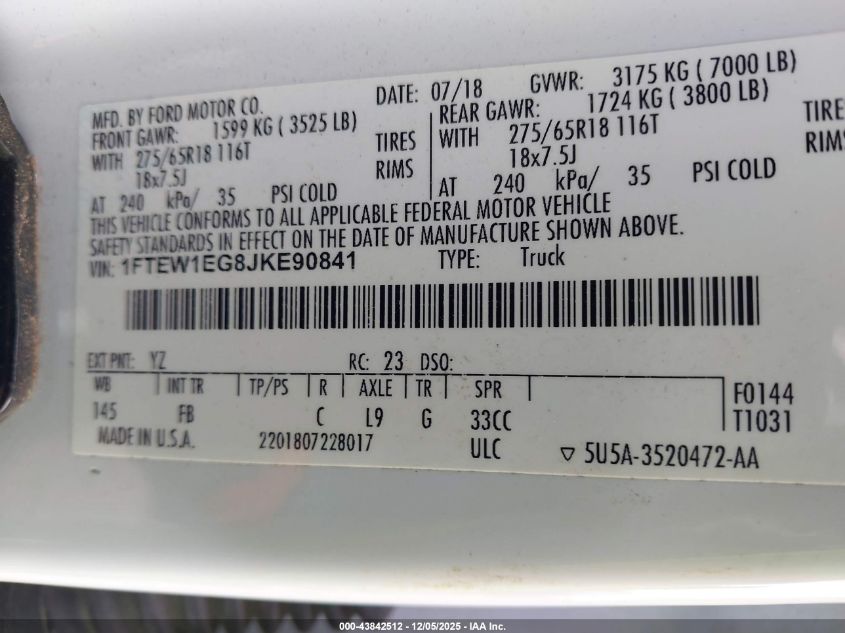 MFD. BY FORD MOTOR CO.
DATE: 07/18 GVWR: 3175 KG ( 7000 LB)
FRONT GAWR: 1599 KG ( 3525 LB)
REAR GAWR: 1724 KG ( 3800 LB)
WITH 275/65R18 116T TIRES
WITH 275/65R18 116T TIRE
18x7.5J RIMS
18x7.5J RIMS
AT 240 kPa/ 35 PSI COLD
AT 240 kPa/ 35 PSI COLD
THIS VEHICLE CONFORMS TO ALL APPLICABLE FEDERAL MOTOR VEHICLE
SAFETY STANDARDS IN EFFECT ON THE DATE OF MANUFACTURE SHOWN ABOVE.
VIN: 1FTEW1EG8JKE90841 TYPE: Truck
EXT PNT: YZ RC: 23 DSO:
WB INT TR TP/PS R AXLE TR SPR F0144
145 FB C L9 G 33CC T1031
MADE IN U.S.A. 2201807228017 ULC ▽ 5U5A-3520472-AA
000-43842512 - 12/05/2025 - IAA Inc.